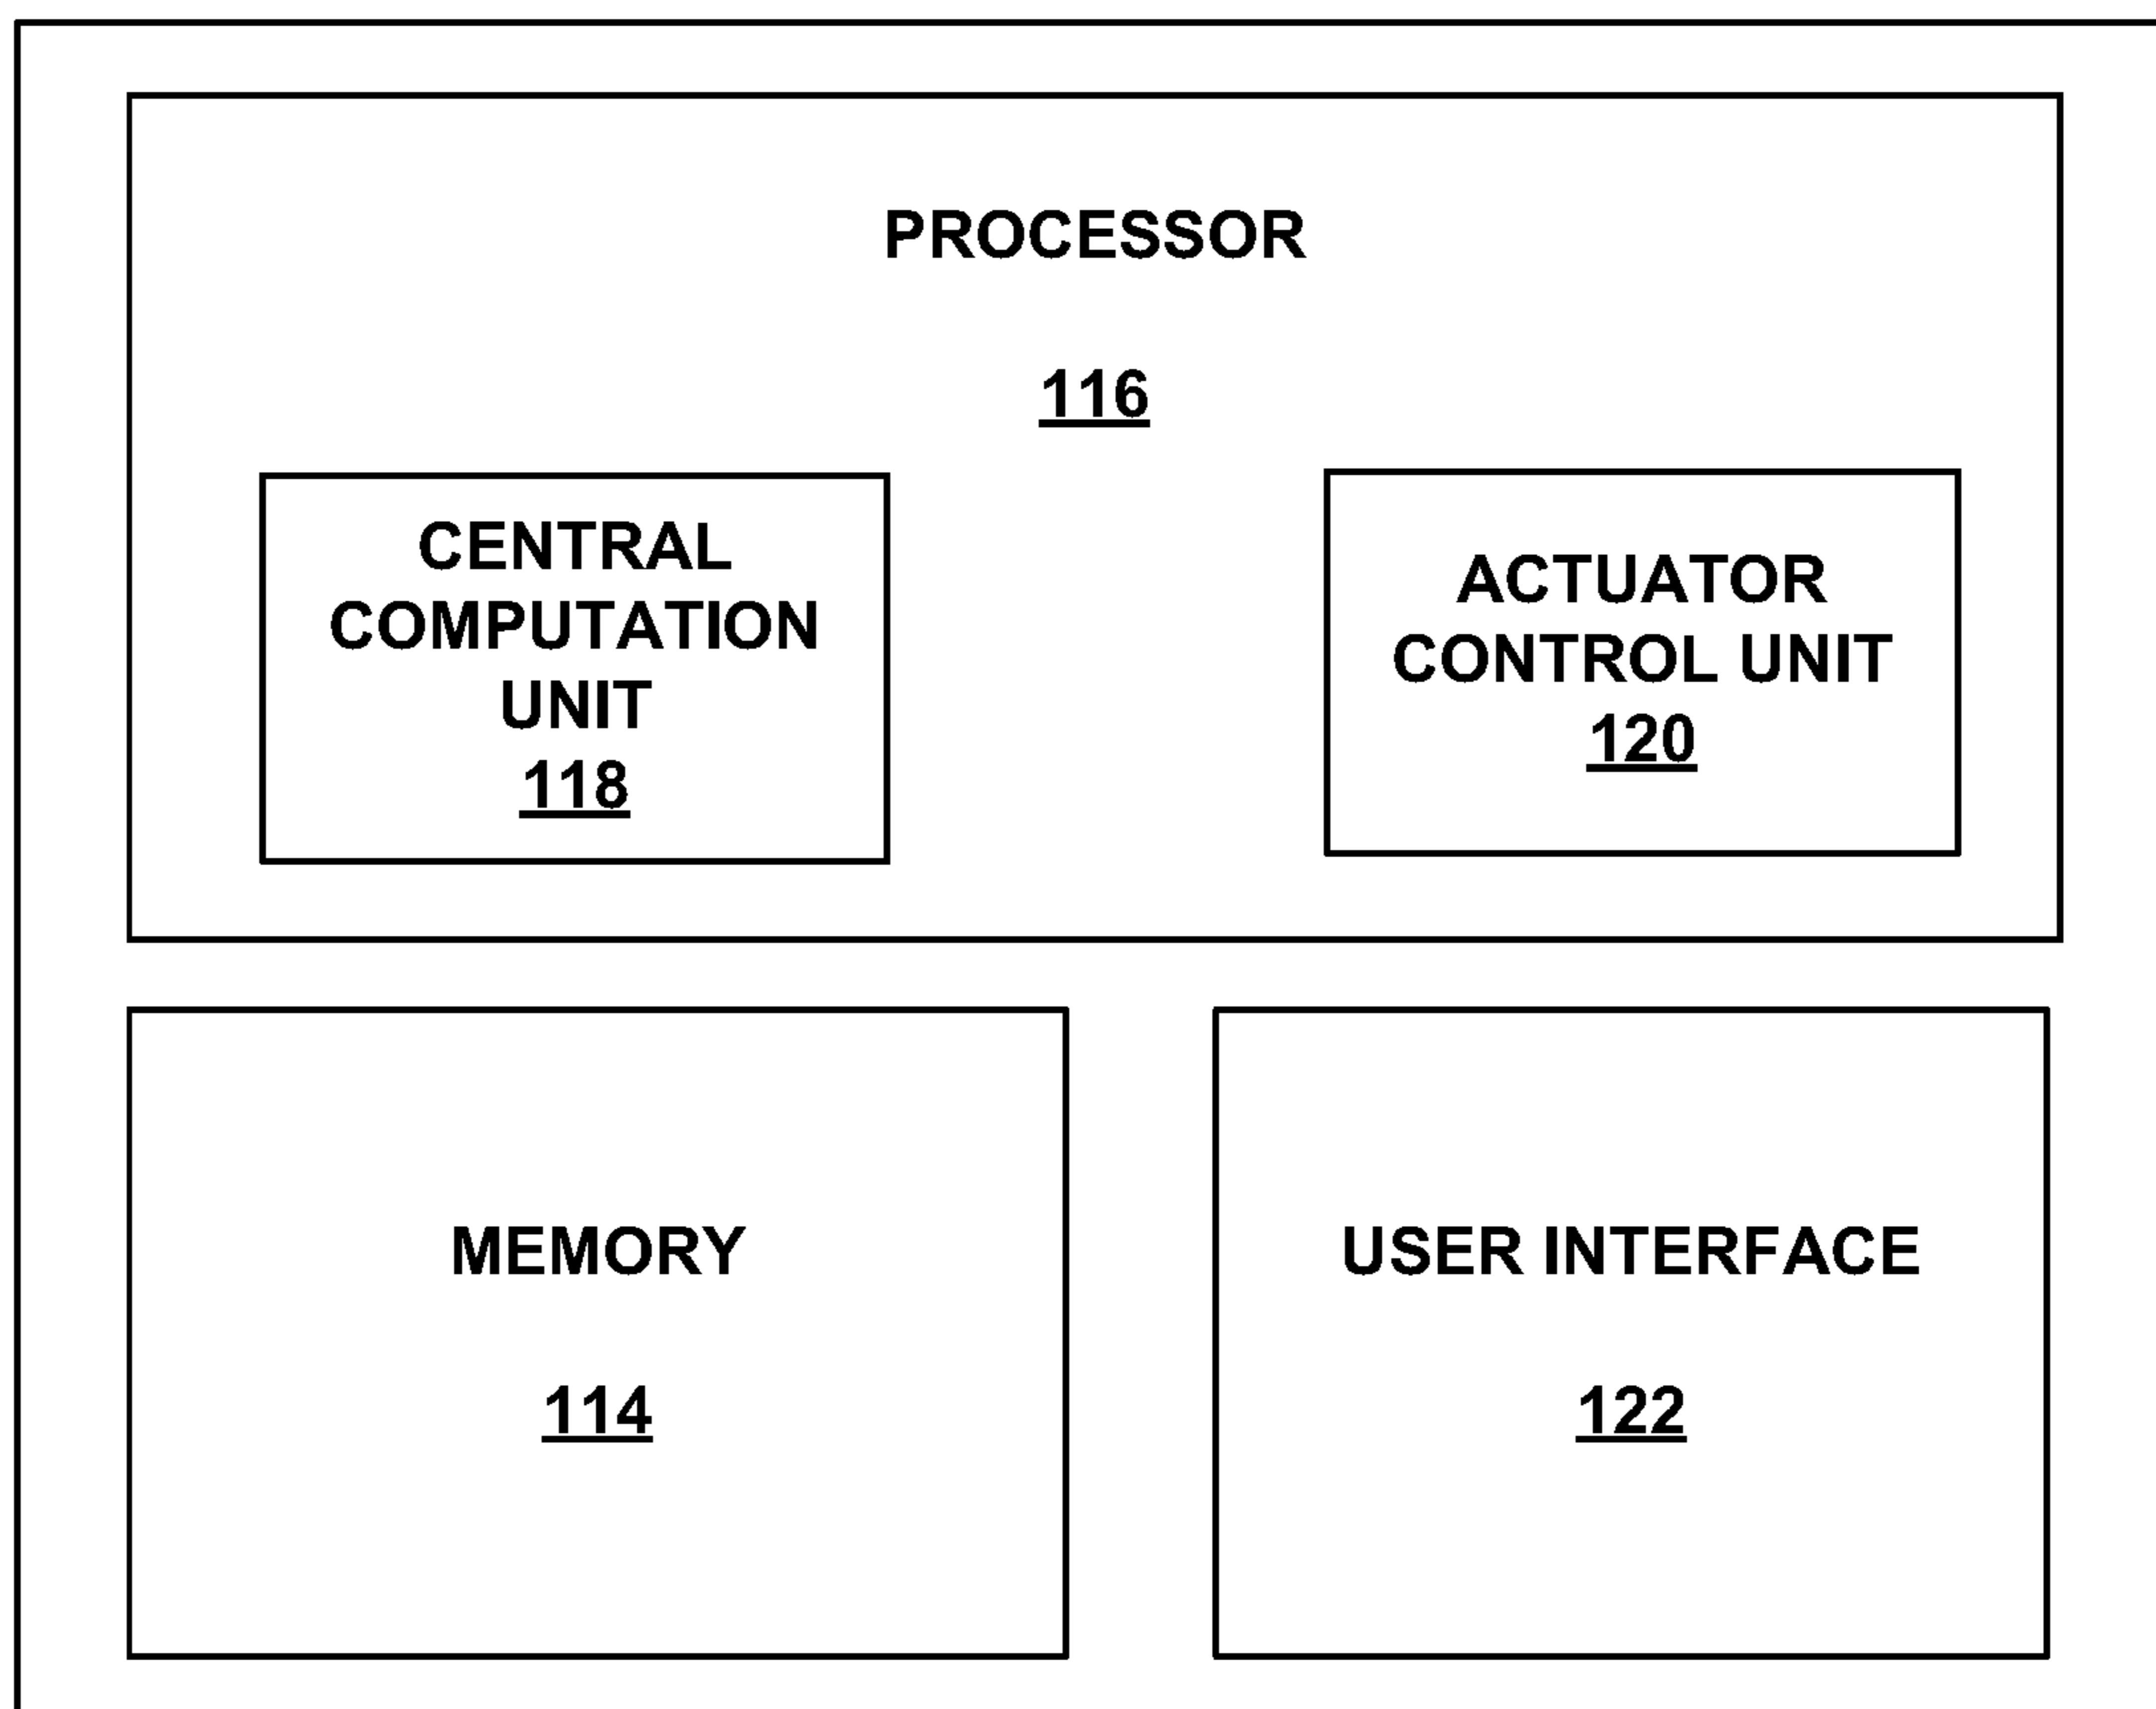 PROCESSOR
116
CENTRAL
COMPUTATION
UNIT
118
ACTUATOR
CONTROL UNIT
120
MEMORY
114
USER INTERFACE
122